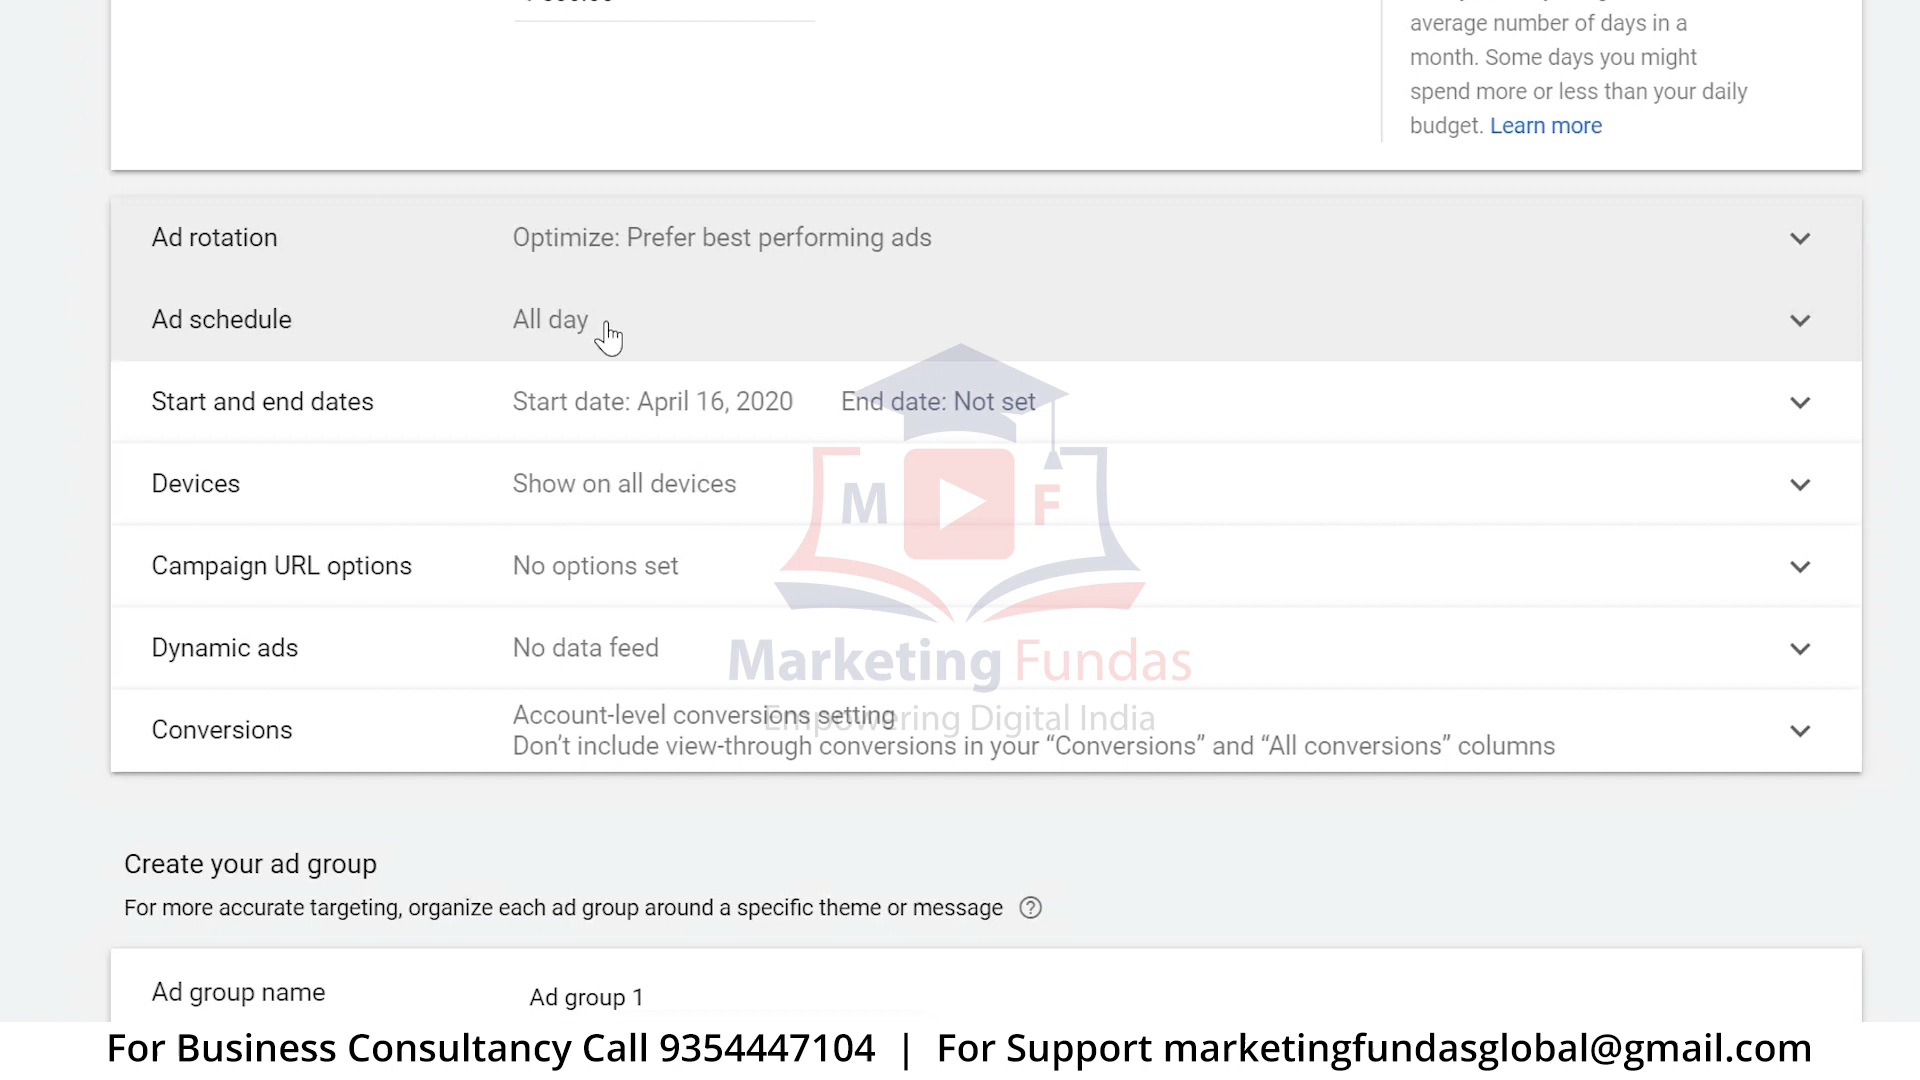 average number of days in a
month. Some days you might
spend more or less than your daily
budget. Learn more
Ad rotation Optimize: Prefer best performing ads
Ad schedule All day
Start and end dates Start date: April 16, 2020 End date: Not set
Devices Show on all devices
M F
Campaign URL options No options set
Dynamic ads No data feed
Marketing Fundas
Empowering Digital India
Conversions Account-level conversions setting
Don’t include view-through conversions in your “Conversions” and “All conversions” columns
Create your ad group
For more accurate targeting, organize each ad group around a specific theme or message ?
Ad group name Ad group 1
For Business Consultancy Call 9354447104 | For Support marketingfundasglobal@gmail.com